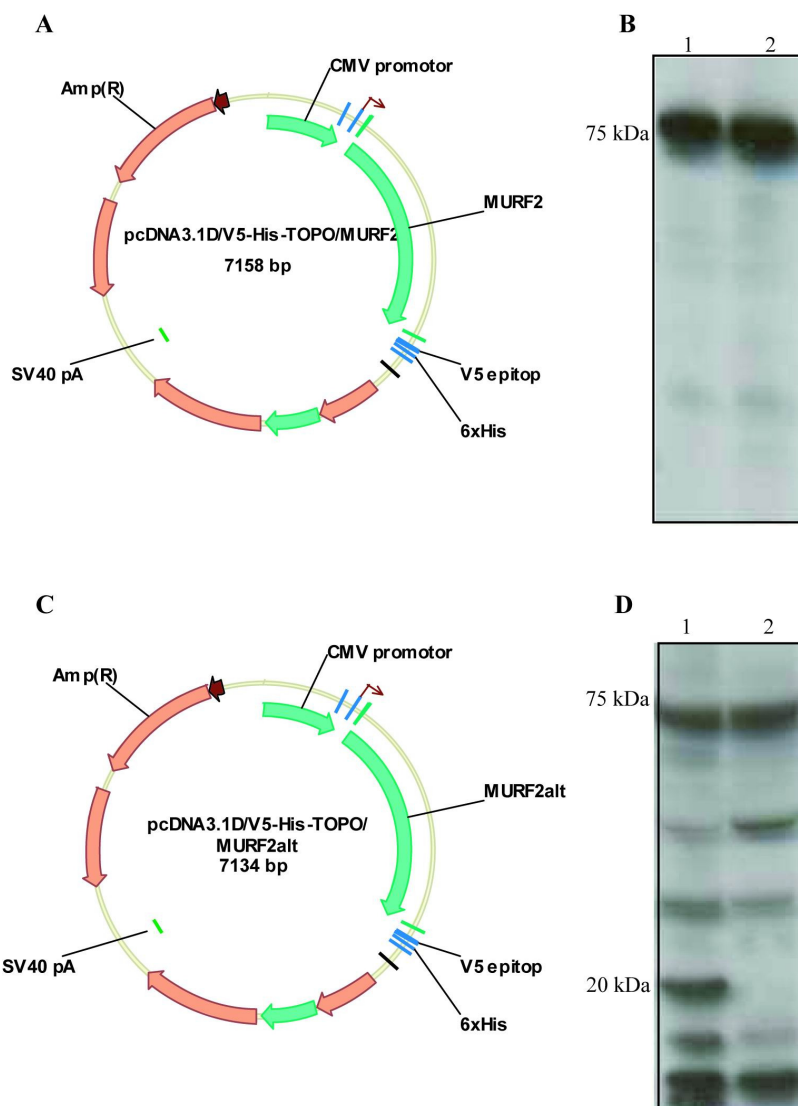 A
CMV promotor
Amp(R)
MURF2
pcDNA3.1D/V5-His-TOPO/MURF2
7158 bp
SV40 pA
V5 epitop
6xHis
B
1 2
75 kDa
C
CMV promotor
Amp(R)
MURF2alt
pcDNA3.1D/V5-His-TOPO/
MURF2alt
7134 bp
SV40 pA
V5 epitop
6xHis
D
1 2
75 kDa
20 kDa